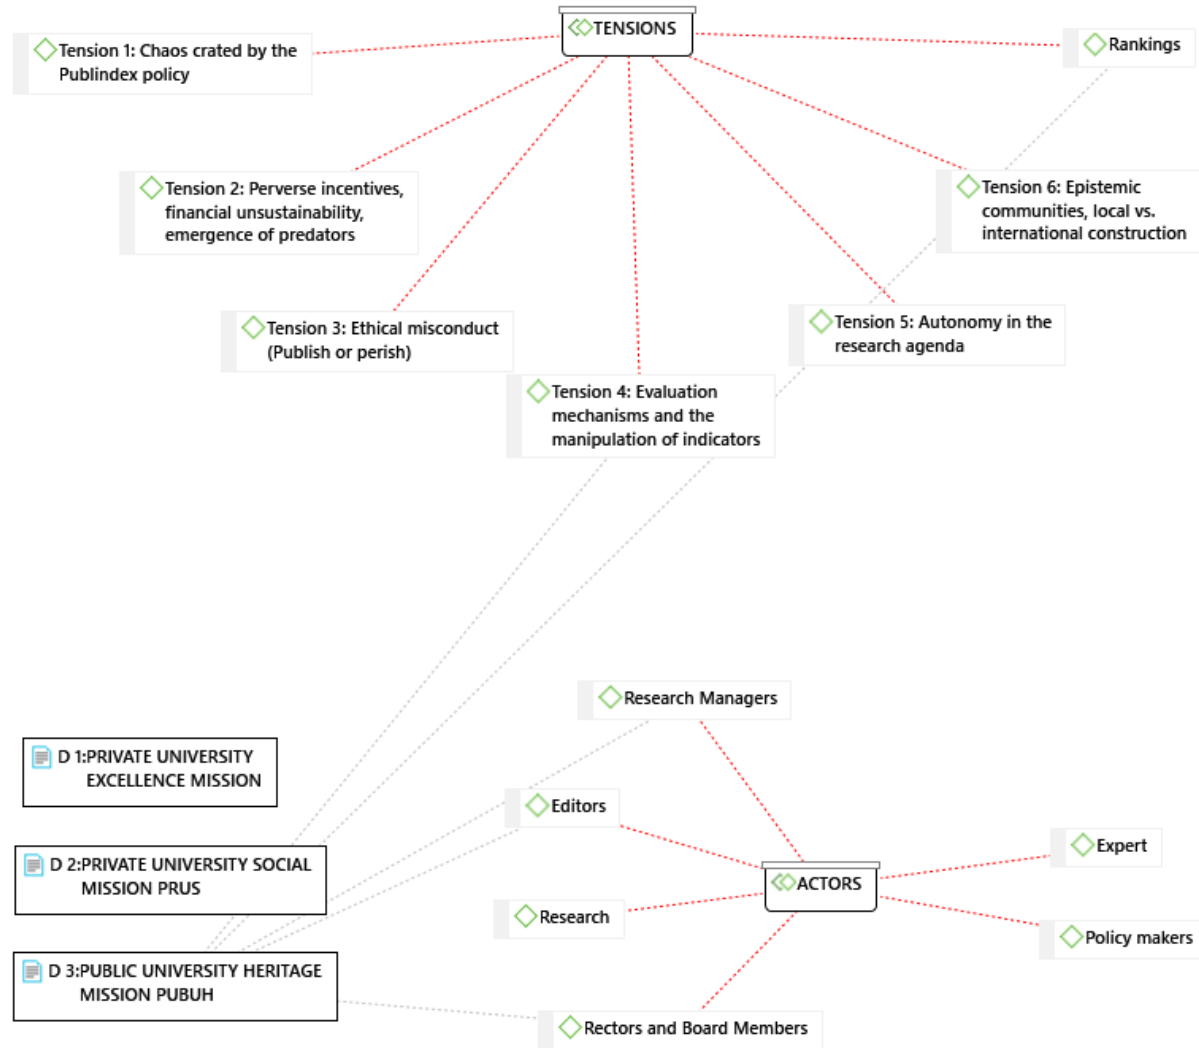 TENSIONS
Rankings
Tension 1: Chaos crated by the
Publindex policy
Tension 2: Perverse incentives,
financial unsustainability,
emergence of predators
Tension 6: Epistemic
communities, local vs.
international construction
Tension 3: Ethical misconduct
(Publish or perish)
Tension 5: Autonomy in the
research agenda
Tension 4: Evaluation
mechanisms and the
manipulation of indicators
Research Managers
D 1:PRIVATE UNIVERSITY
EXCELLENCE MISSION
Editors
Expert
D 2:PRIVATE UNIVERSITY SOCIAL
MISSION PRUS
ACTORS
Research
Policy makers
D 3:PUBLIC UNIVERSITY HERITAGE
MISSION PUBUH
Rectors and Board Members